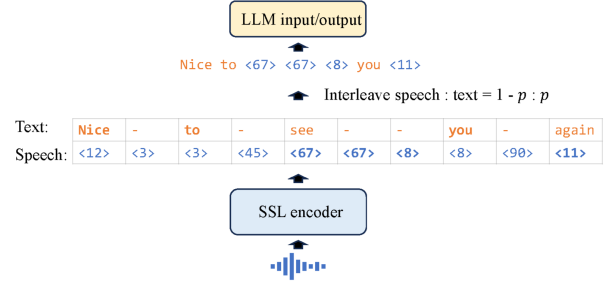 LLM input/output
Nice to <67> <67> <8> you <11>
Interleave speech : text = 1 - p : p
Text: Nice - to - see - - you - again
Speech: <12> <3> <3> <45> <67> <67> <8> <8> <90> <11>
SSL encoder